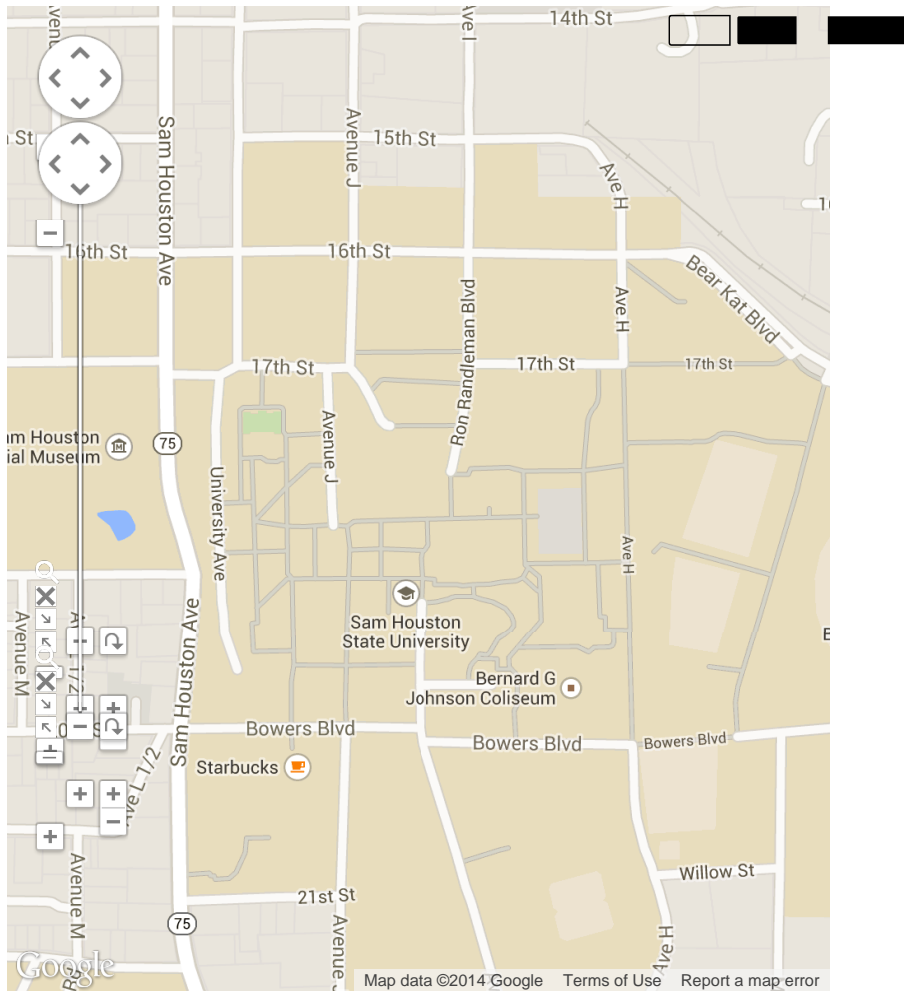 Ave I
14th St
15th St
St
Sam Houston Ave
Avenue J
Ave H
16th St
16th St
Bear Kat Blvd
Ron Randleman Blvd
Ave H
17th St
17th St
17th St
Avenue J
m Houston
ial Museum
75
University Ave
Ave H
Sam Houston
State University
Avenue M
Sam Houston Ave
Bernard G
Johnson Coliseum
Bowers Blvd
Bowers Blvd
Bowers Blvd
Starbucks
Ave L 1/2
Willow St
21st St
Avenue M
75
Avenue J
Ave H
Google
Map data ©2014 Google Terms of Use Report a map error